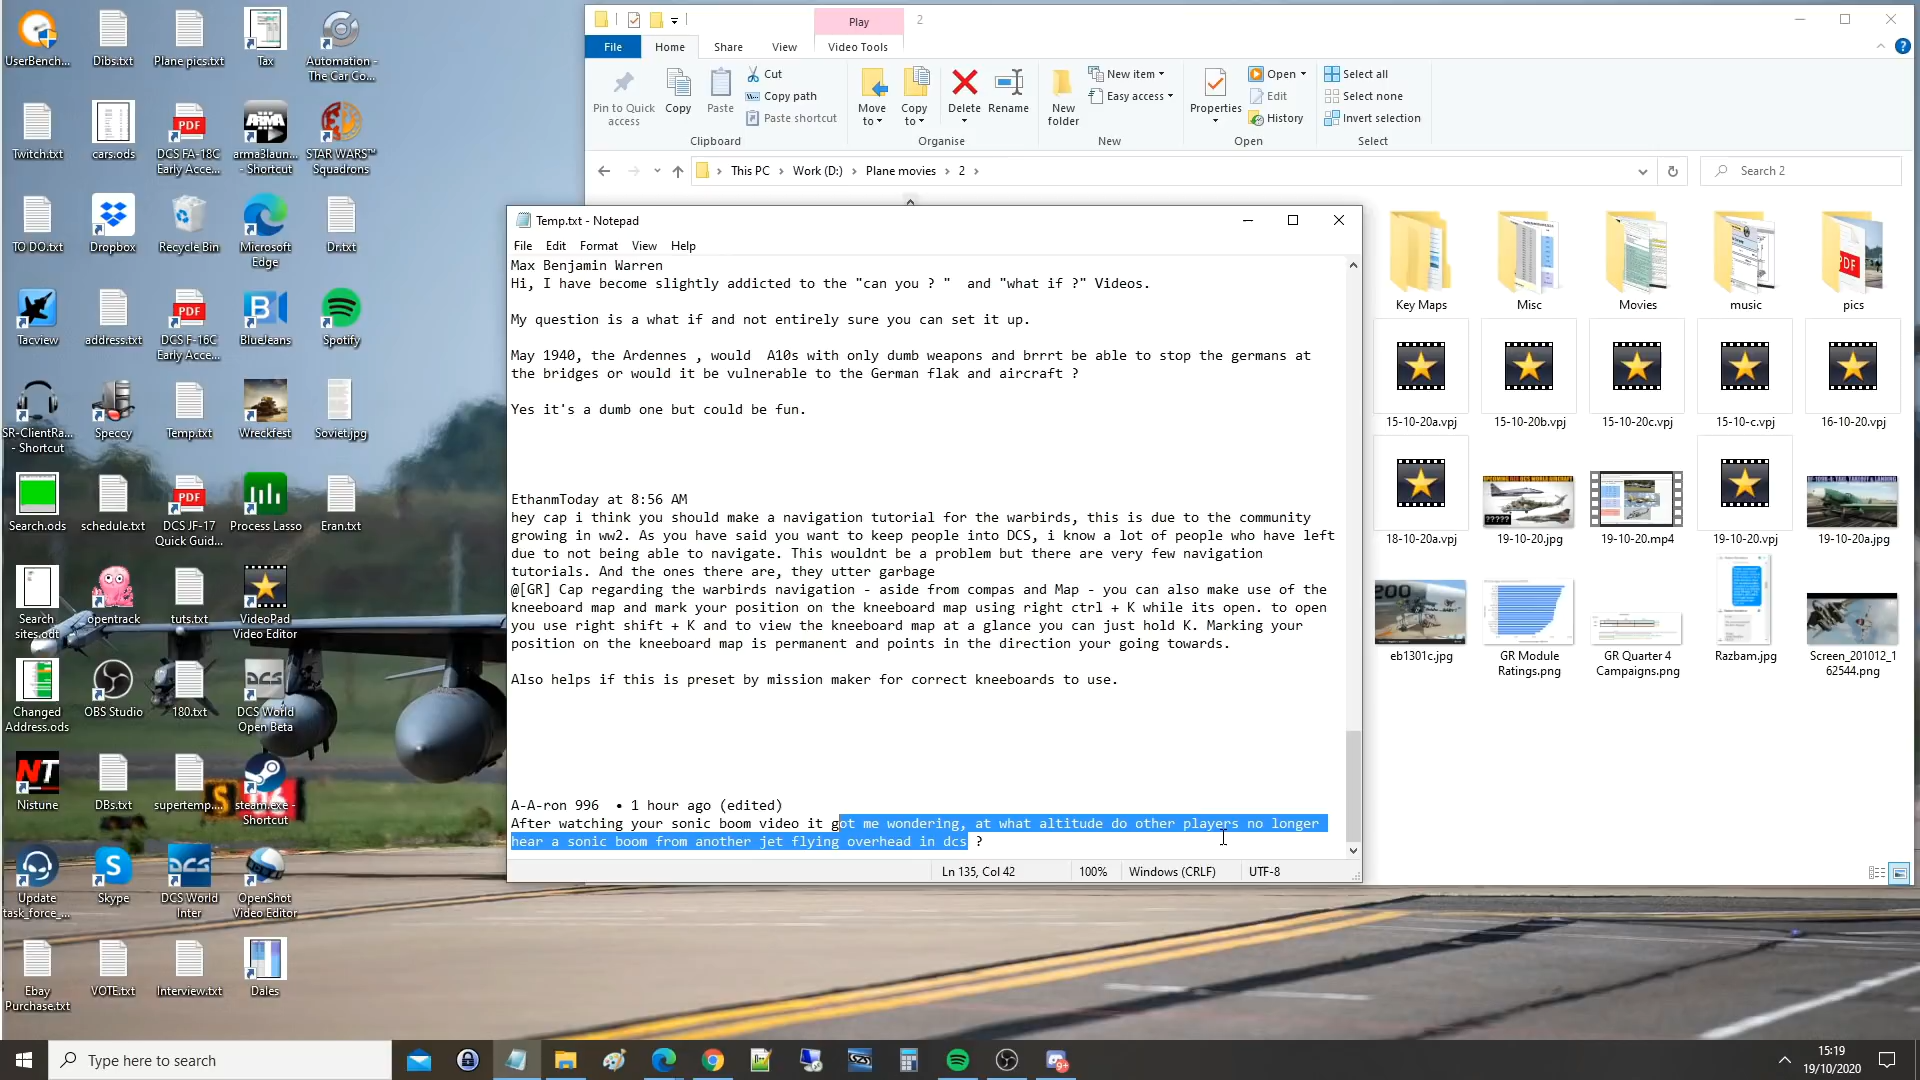 UserBench...
Dibs.txt
Plane pics.txt
Tax
Automation -
The Car Co...
Twitch.txt
cars.ods
PDF
DCS FA-18C
Early Acce...
ARMA
arma3laun...
- Shortcut
STAR WARS™
Squadrons
TO DO.txt
Dropbox
Recycle Bin
Microsoft
Edge
Dr.txt
Tacview
address.txt
PDF
DCS F-16C
Early Acce...
BlueJeans
Spotify
SR-ClientRa...
- Shortcut
Speccy
Temp.txt
Wreckfest
Soviet.jpg
Search.ods
schedule.txt
PDF
DCS JF-17
Quick Guid...
Process Lasso
Eran.txt
Search
sites.odt
opentrack
tuts.txt
VideoPad
Video Editor
Changed
Address.ods
OBS Studio
180.txt
DCS
DCS World
Open Beta
NT
Nistune
DBs.txt
supertemp....
steam.exe -
Shortcut
Update
task_force_...
Skype
DCS World
Inter
OpenShot
Video Editor
Ebay
Purchase.txt
VOTE.txt
Interview.txt
Dales
Play
2
File
Home
Share
View
Video Tools
Pin to Quick
access
Copy
Paste
Cut
Copy path
Paste shortcut
Clipboard
Move
to
Copy
to
Delete
Rename
Organise
New
folder
New item
Easy access
New
Properties
Open
Edit
History
Open
Select all
Select none
Invert selection
Select
This PC
Work (D:)
Plane movies
2
Search 2
Key Maps
Misc
Movies
music
PDF
pics
15-10-20a.vpj
15-10-20b.vpj
15-10-20c.vpj
15-10-c.vpj
16-10-20.vpj
18-10-20a.vpj
?????
19-10-20.jpg
19-10-20.mp4
19-10-20.vpj
19-10-20a.jpg
200
eb1301c.jpg
GR Module
Ratings.png
GR Quarter 4
Campaigns.png
Razbam.jpg
Screen_201012_1
62544.png
Temp.txt - Notepad
File
Edit
Format
View
Help
Max Benjamin Warren
Hi, I have become slightly addicted to the "can you ? "  and "what if ?" Videos.
My question is a what if and not entirely sure you can set it up.
May 1940, the Ardennes , would  A10s with only dumb weapons and brrrt be able to stop the germans at
the bridges or would it be vulnerable to the German flak and aircraft ?
Yes it's a dumb one but could be fun.
EthanmToday at 8:56 AM
hey cap i think you should make a navigation tutorial for the warbirds, this is due to the community
growing in ww2. As you have said you want to keep people into DCS, i know a lot of people who have left
due to not being able to navigate. This wouldnt be a problem but there are very few navigation
tutorials. And the ones there are, they utter garbage
@[GR] Cap regarding the warbirds navigation - aside from compas and Map - you can also make use of the
kneeboard map and mark your position on the kneeboard map using right ctrl + K while its open. to open
you use right shift + K and to view the kneeboard map at a glance you can just hold K. Marking your
position on the kneeboard map is permanent and points in the direction your going towards.
Also helps if this is preset by mission maker for correct kneeboards to use.
A-A-ron 996  • 1 hour ago (edited)
After watching your sonic boom video it got me wondering, at what altitude do other players no longer
hear a sonic boom from another jet flying overhead in dcs ?
Ln 135, Col 42
100%
Windows (CRLF)
UTF-8
Type here to search
9+
15:19
19/10/2020